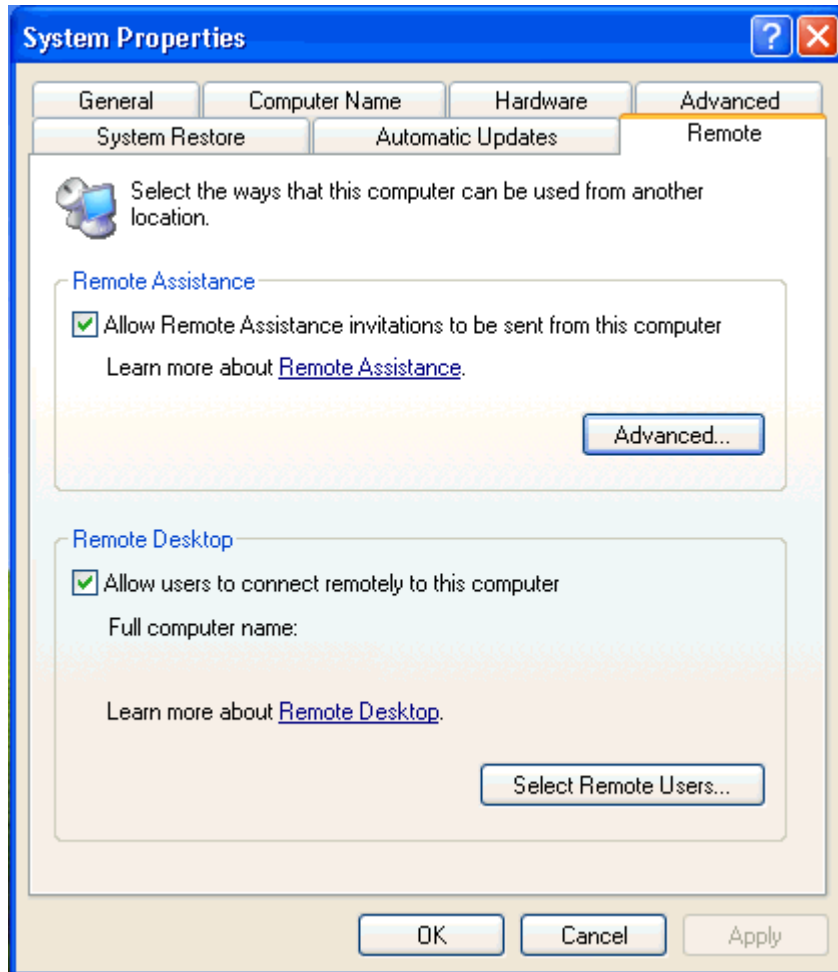 System Properties
General Computer Name Hardware Advanced
System Restore Automatic Updates Remote
Select the ways that this computer can be used from another
location.
Remote Assistance
Allow Remote Assistance invitations to be sent from this computer
Learn more about Remote Assistance.
Advanced...
Remote Desktop
Allow users to connect remotely to this computer
Full computer name:
Learn more about Remote Desktop.
Select Remote Users...
OK Cancel Apply